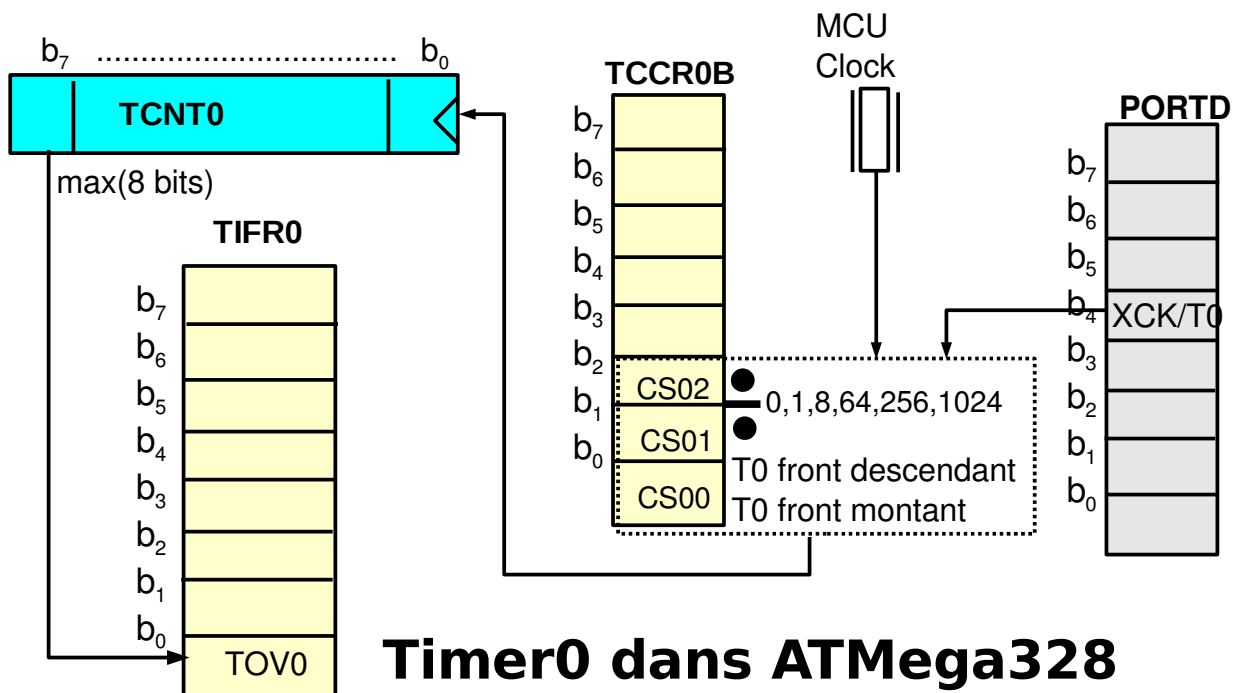 b7 ................................. b0
TCNT0
max(8 bits)
TIFR0
b7
b6
b5
b4
b3
b2
b1
b0
TOV0
TCCR0B
b7
b6
b5
b4
b3
b2
b1
b0
CS02
CS01
CS00
MCU
Clock
0,1,8,64,256,1024
T0 front descendant
T0 front montant
PORTD
b7
b6
b5
b4
XCK/T0
b3
b2
b1
b0
Timer0 dans ATMega328